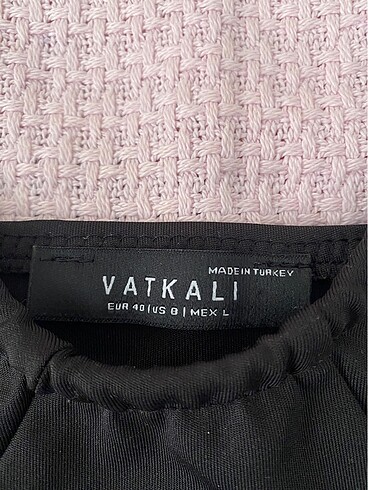 MADE IN TURKEY
VATKALI
EUR 40 | US 8 | MEX L